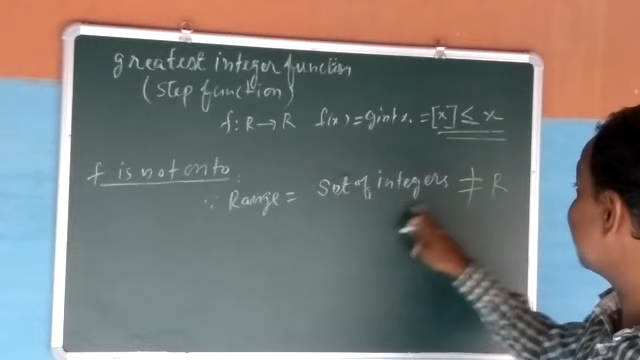 greatest integer function
(step function)
f: R → R f(x) = gint x. = [x] ≤ x
f is not onto.
∵ Range = Set of integers ≠ R